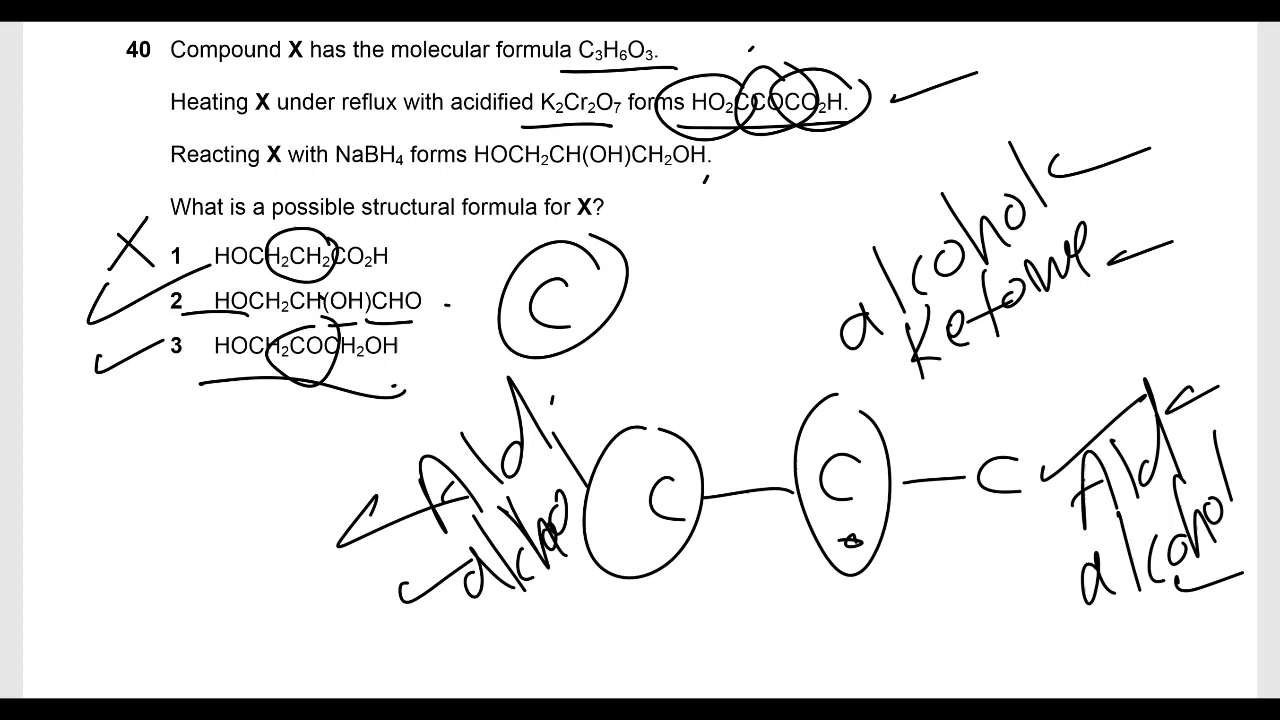 40 Compound X has the molecular formula C₃H₆O₃.
Heating X under reflux with acidified K₂Cr₂O₇ forms HO₂CCOCO₂H.
Reacting X with NaBH₄ forms HOCH₂CH(OH)CH₂OH.
What is a possible structural formula for X?
X 1 HOCH₂CH₂CO₂H
2 HOCH₂CH(OH)CHO
3 HOCH₂COCH₂OH
C
alcohol
Ketone
Ald
C — C — C
Ald
alcohol